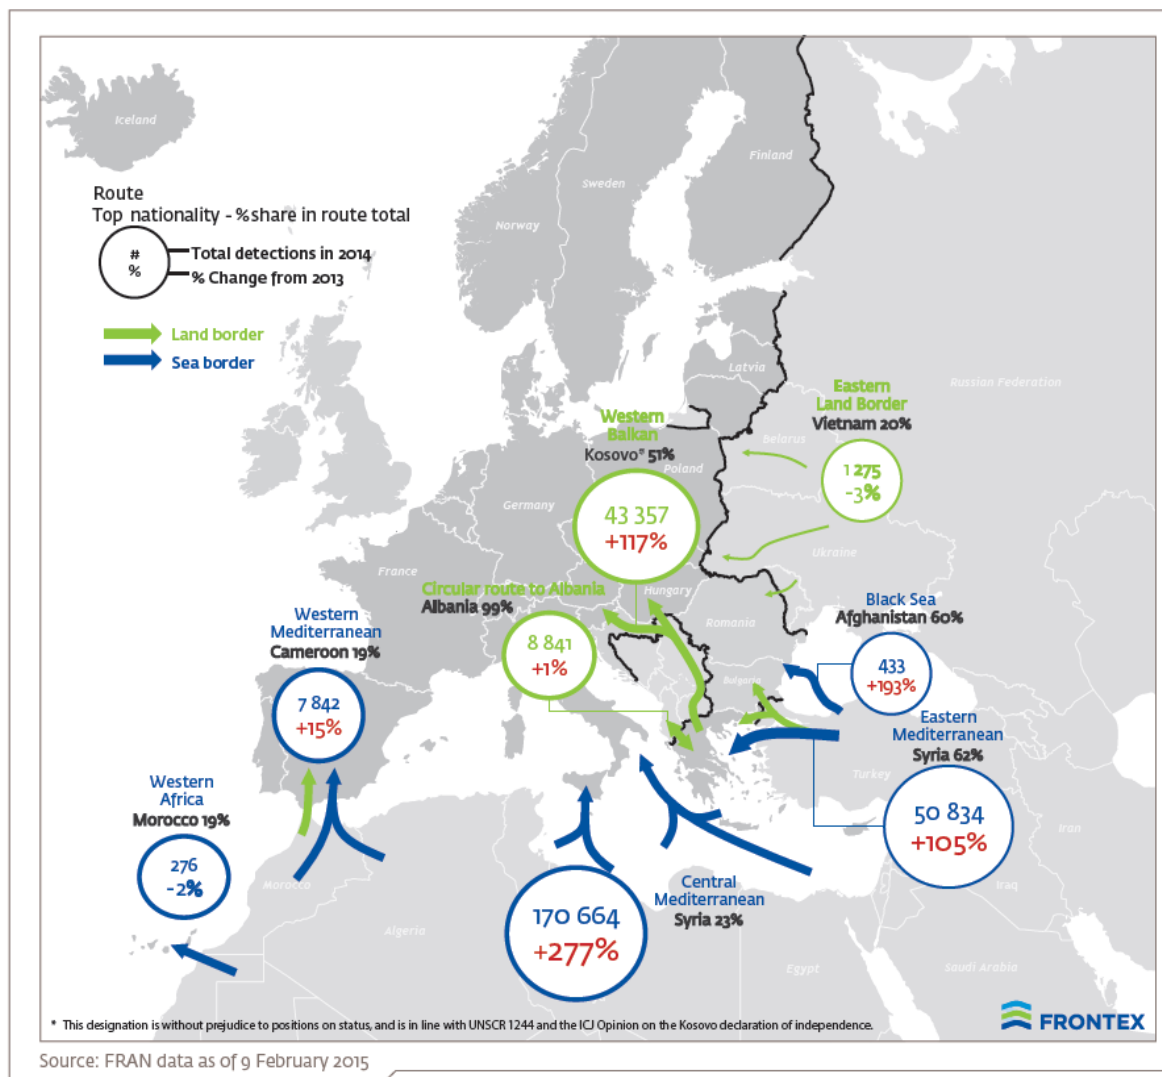 Iceland
Finland
Sweden
Norway
Route
Top nationality - % share in route total
#
%
Total detections in 2014
% Change from 2013
Land border
Sea border
Latvia
Russian Federation
Eastern
Land Border
Vietnam 20%
1 275
-3%
Belarus
Western
Balkan
Kosovo* 51%
43 357
+117%
Poland
Germany
Ukraine
France
Circular route to Albania
Albania 99%
8 841
+1%
Hungary
Romania
Bulgaria
Black Sea
Afghanistan 60%
433
+193%
Western
Mediterranean
Cameroon 19%
7 842
+15%
Eastern
Mediterranean
Syria 62%
50 834
+105%
Turkey
Western
Africa
Morocco 19%
276
-2%
Morocco
Iran
Iraq
Central
Mediterranean
Syria 23%
170 664
+277%
Algeria
Egypt
Saudi Arabia
* This designation is without prejudice to positions on status, and is in line with UNSCR 1244 and the ICJ Opinion on the Kosovo declaration of independence.
FRONTEX
Source: FRAN data as of 9 February 2015